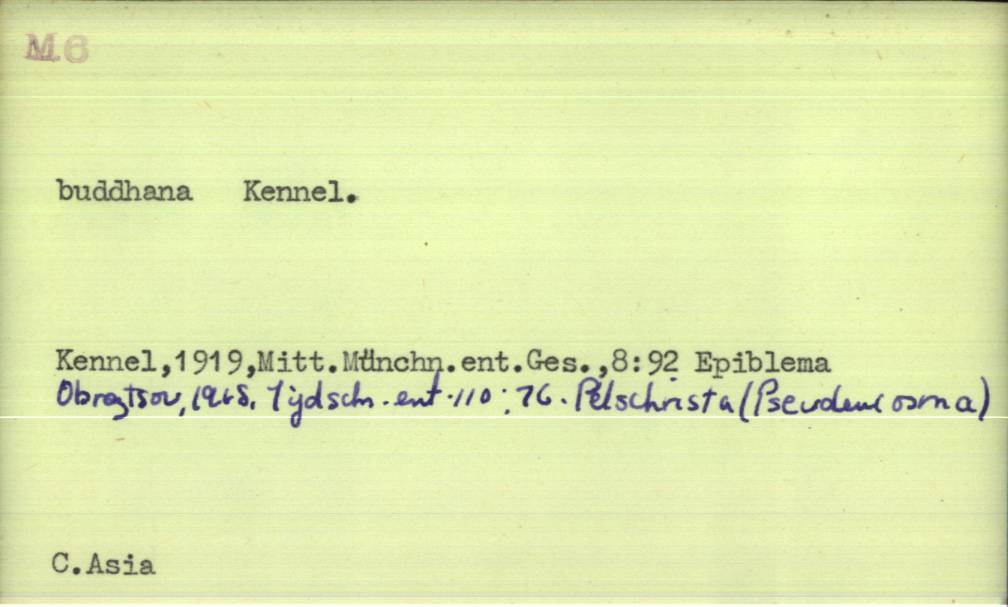 M6
buddhana Kennel.
Kennel,1919,Mitt.Münchn.ent.Ges.,8:92 Epiblema
Obraztsov, 1968. Tijdschr. ent. 110: 76. Pelochrista (Pseudeucosma)
C.Asia